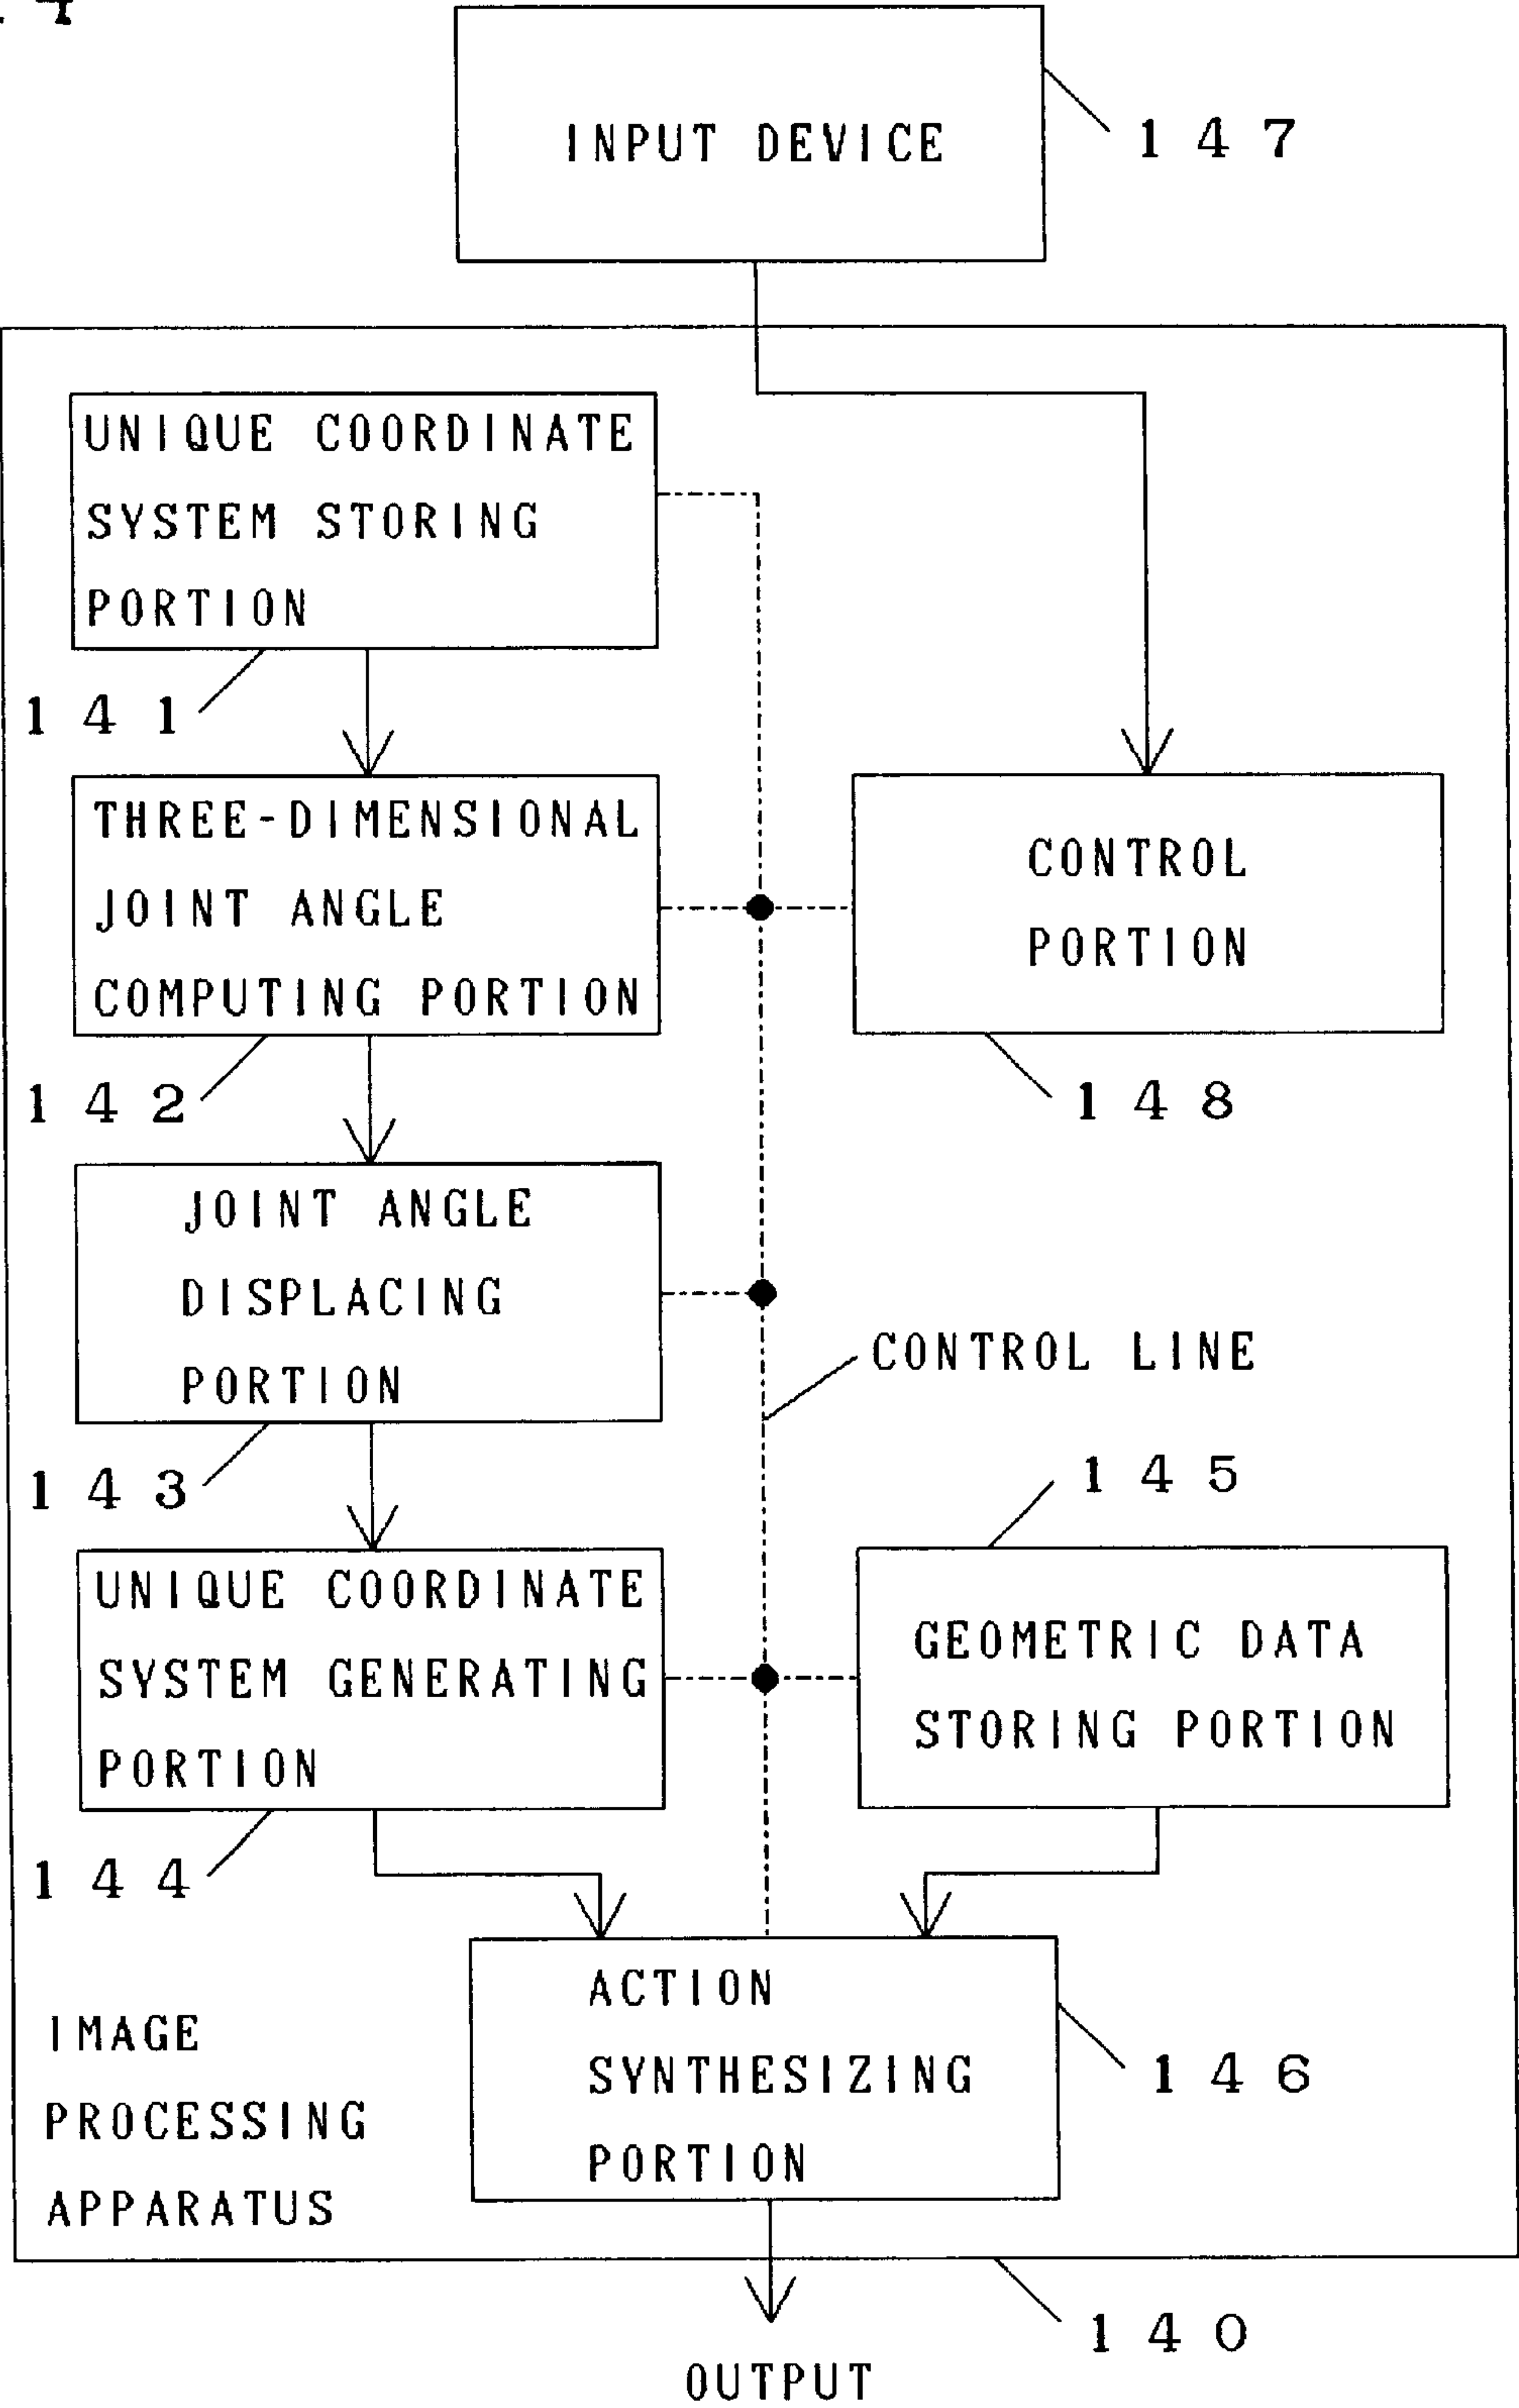 INPUT DEVICE
147
UNIQUE COORDINATE
SYSTEM STORING
PORTION
141
THREE-DIMENSIONAL
JOINT ANGLE
COMPUTING PORTION
142
CONTROL
PORTION
148
JOINT ANGLE
DISPLACING
PORTION
143
CONTROL LINE
145
UNIQUE COORDINATE
SYSTEM GENERATING
PORTION
144
GEOMETRIC DATA
STORING PORTION
ACTION
SYNTHESIZING
PORTION
146
IMAGE
PROCESSING
APPARATUS
140
OUTPUT